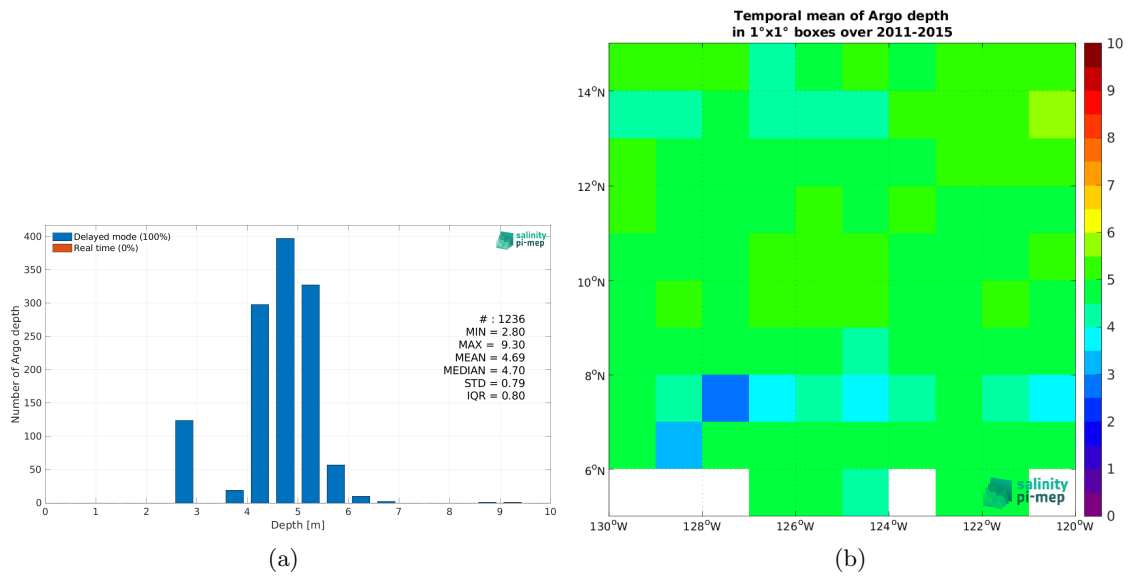 Delayed mode (100%)
Real time (0%)
salinity
pi-mep
400
350
300
250
200
150
100
50
0
Number of Argo depth
# : 1236
MIN = 2.80
MAX = 9.30
MEAN = 4.69
MEDIAN = 4.70
STD = 0.79
IQR = 0.80
0 1 2 3 4 5 6 7 8 9 10
Depth [m]
(a)
Temporal mean of Argo depth
in 1°x1° boxes over 2011-2015
14°N
12°N
10°N
8°N
6°N
130°W 128°W 126°W 124°W 122°W 120°W
salinity
pi-mep
10
9
8
7
6
5
4
3
2
1
0
(b)